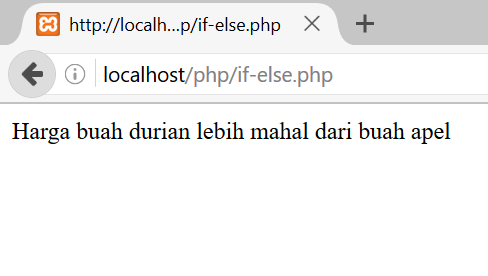 http://localh...p/if-else.php
localhost/php/if-else.php
Harga buah durian lebih mahal dari buah apel